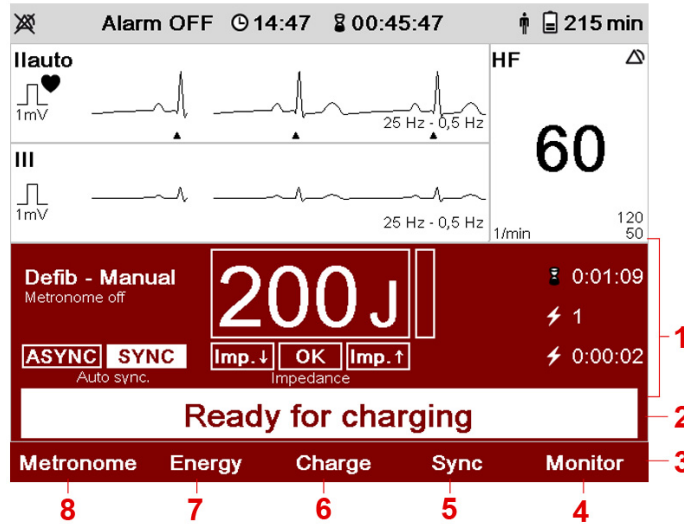 Alarm OFF 14:47 00:45:47 215 min
IIauto
1mV
25 Hz - 0,5 Hz
HF
60
1/min
120
50
III
1mV
25 Hz - 0,5 Hz
Defib - Manual
Metronome off
200 J
0:01:09
1
0:00:02
ASYNC SYNC
Auto sync.
Imp.↓ OK Imp.↑
Impedance
Ready for charging
Metronome Energy Charge Sync Monitor
1
2
3
8 7 6 5 4